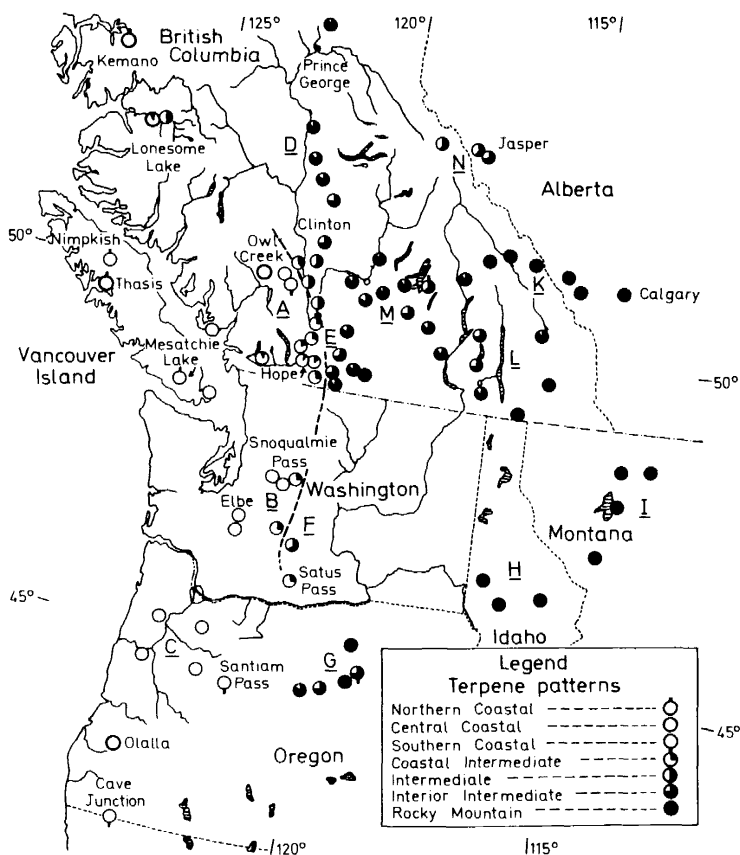 125°
120°
115°
British
Columbia
Kemano
Prince
George
D
Lonesome
Lake
Jasper
N
Alberta
50°
Nimpkish
Clinton
Owl
Creek
Thasis
K
Calgary
A
M
Mesatchie
Lake
E
L
Vancouver
Island
Hope
50°
Snoqualmie
Pass
Washington
Elbe
B
F
Montana
I
H
Satus
Pass
45°
Idaho
C
G
Santiam
Pass
Olalla
Oregon
45°
Cave
Junction
120°
115°
Legend
Terpene patterns
Northern Coastal
Central Coastal
Southern Coastal
Coastal Intermediate
Intermediale
Interior Intermediate
Rocky Mountain